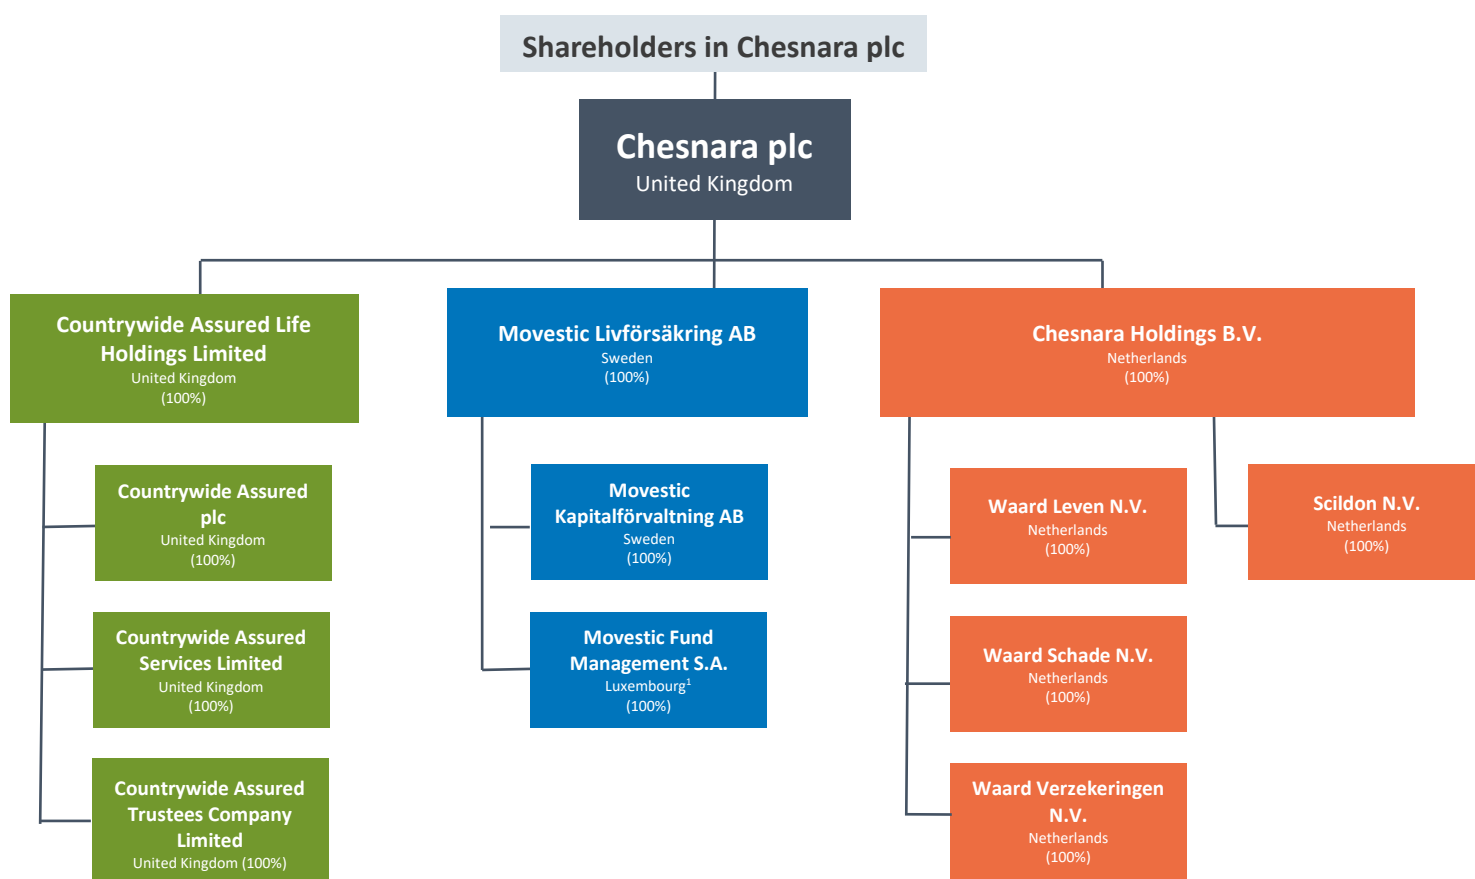 Shareholders in Chesnara plc
Chesnara plc
United Kingdom
Countrywide Assured Life
Holdings Limited
United Kingdom
(100%)
Countrywide Assured
plc
United Kingdom
(100%)
Countrywide Assured
Services Limited
United Kingdom
(100%)
Countrywide Assured
Trustees Company
Limited
United Kingdom (100%)
Movestic Livförsäkring AB
Sweden
(100%)
Movestic
Kapitalförvaltning AB
Sweden
(100%)
Movestic Fund
Management S.A.
Luxembourg¹
(100%)
Chesnara Holdings B.V.
Netherlands
(100%)
Waard Leven N.V.
Netherlands
(100%)
Waard Schade N.V.
Netherlands
(100%)
Waard Verzekeringen
N.V.
Netherlands
(100%)
Scildon N.V.
Netherlands
(100%)